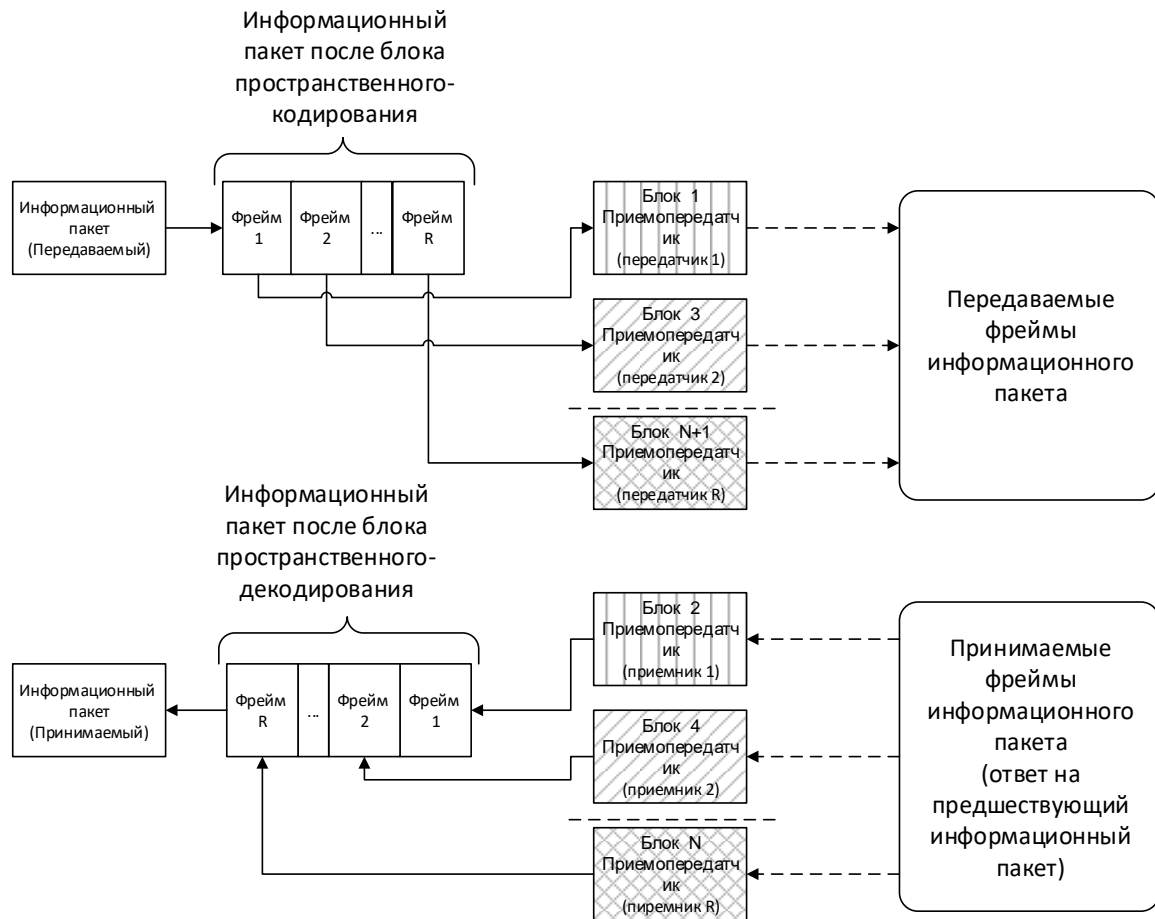 Информационный
пакет после блока
пространственного-
кодирования
Информационный
пакет
(Передаваемый)
Фрейм
1
Фрейм
2
...
Фрейм
R
Блок 1
Приемопередатч
ик
(передатчик 1)
Блок 3
Приемопередатч
ик
(передатчик 2)
Блок N+1
Приемопередатч
ик
(передатчик R)
Передаваемые
фреймы
информационного
пакета
Информационный
пакет после блока
пространственного-
декодирования
Информационный
пакет
(Принимаемый)
Фрейм
R
...
Фрейм
2
Фрейм
1
Блок 2
Приемопередатч
ик
(приемник 1)
Блок 4
Приемопередатч
ик
(приемник 2)
Блок N
Приемопередатч
ик
(пиремник R)
Принимаемые
фреймы
информационного
пакета
(ответ на
предшествующий
информационный
пакет)